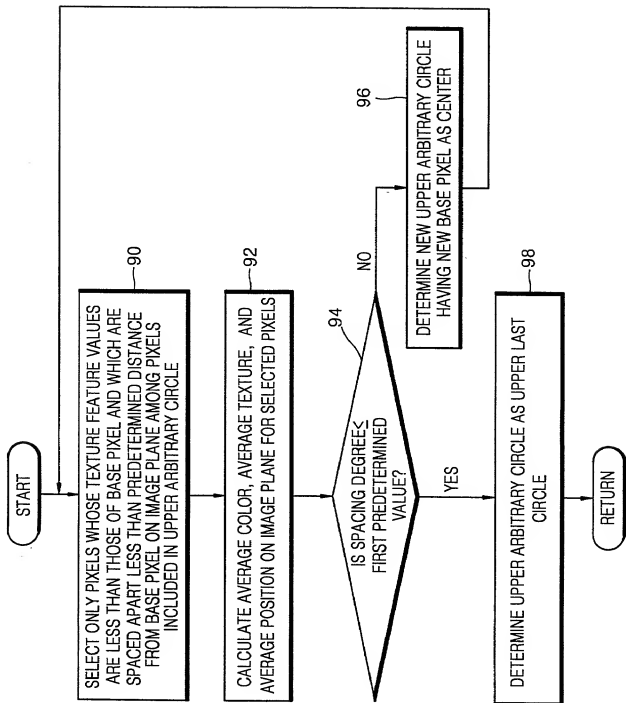 START
90
SELECT ONLY PIXELS WHOSE TEXTURE FEATURE VALUES
ARE LESS THAN THOSE OF BASE PIXEL AND WHICH ARE
SPACED APART LESS THAN PREDETERMINED DISTANCE
FROM BASE PIXEL ON IMAGE PLANE AMONG PIXELS
INCLUDED IN UPPER ARBITRARY CIRCLE
92
CALCULATE AVERAGE COLOR, AVERAGE TEXTURE, AND
AVERAGE POSITION ON IMAGE PLANE FOR SELECTED PIXELS
94
IS SPACING DEGREE≤
FIRST PREDETERMINED
VALUE?
NO
96
DETERMINE NEW UPPER ARBITRARY CIRCLE
HAVING NEW BASE PIXEL AS CENTER
YES
98
DETERMINE UPPER ARBITRARY CIRCLE AS UPPER LAST
CIRCLE
RETURN